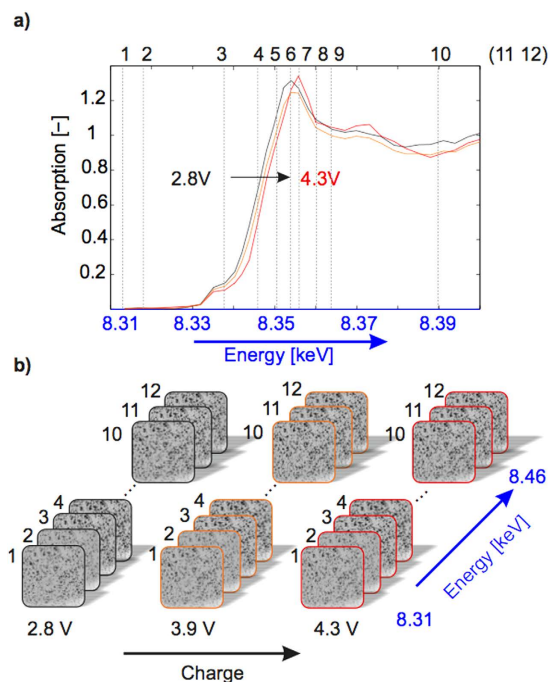 a)
1 2 3 4 5 6 7 8 9 10 (11 12)
Absorption [–]
1.2
1.0
0.8
0.6
0.4
0.2
2.8V 4.3V
8.31 8.33 8.35 8.37 8.39
Energy [keV]
b)
12 12 12
11 11 11
10 10 10
4 4 4
3 3 3
2 2 2
1 1 1
8.46
Energy [keV]
8.31
2.8 V 3.9 V 4.3 V
Charge